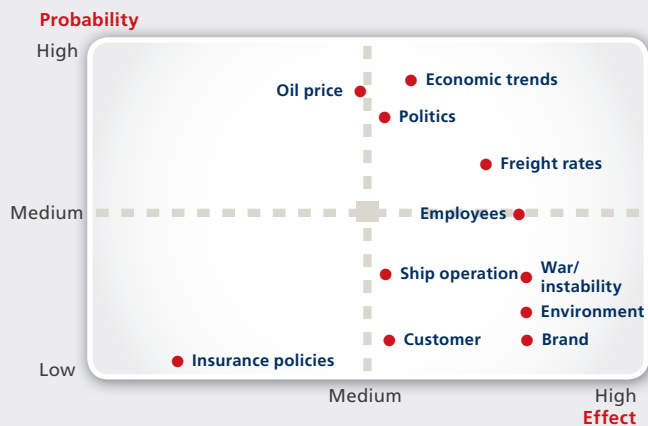 Probability
High
Economic trends
Oil price
Politics
Freight rates
Medium
Employees
Ship operation
War/
instability
Environment
Customer
Brand
Insurance policies
Low
Medium
High
Effect